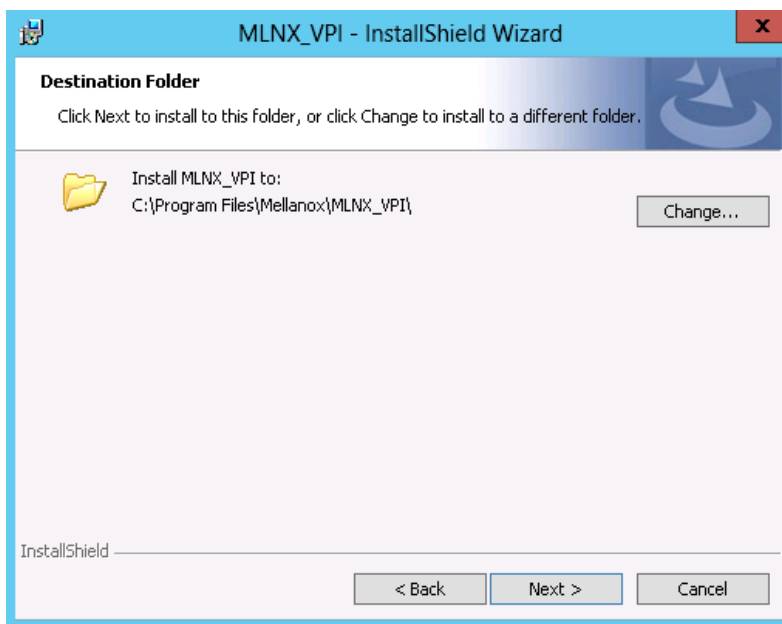 MLNX_VPI - InstallShield Wizard
x
Destination Folder
Click Next to install to this folder, or click Change to install to a different folder.
Install MLNX_VPI to:
C:\Program Files\Mellanox\MLNX_VPI\
Change...
InstallShield
< Back
Next >
Cancel